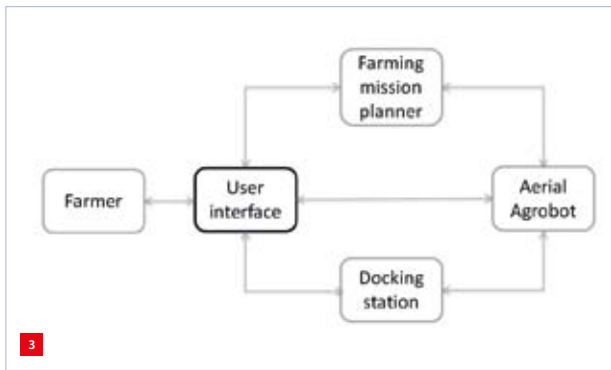 Farming
mission
planner
Farmer
User
interface
Aerial
Agrobot
Docking
station
3